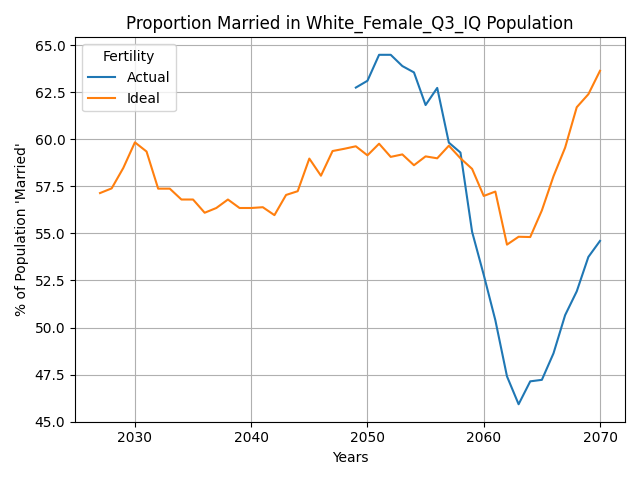 Proportion Married in White_Female_Q3_IQ Population
Fertility
Actual
Ideal
65.0
62.5
60.0
57.5
55.0
52.5
50.0
47.5
45.0
% of Population 'Married'
2030
2040
2050
2060
2070
Years